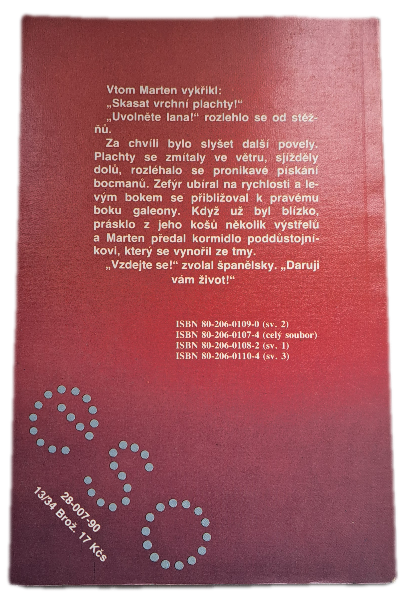 Vtom Marten vykřikl:
„Skasat vrchní plachty!“
„Uvolněte lana!“ rozlehlo se od stěž-
ňů.
Za chvíli bylo slyšet další povely.
Plachty se zmítaly ve větru, sjížděly
dolů, rozléhalo se pronikavé pískání
bocmanů. Zefýr ubíral na rychlosti a le-
vým bokem se přibližoval k pravému
boku galeony. Když už byl blízko,
prásklo z jeho košů několik výstřelů
a Marten předal kormidlo poddůstojní-
kovi, který se vynořil ze tmy.
„Vzdejte se!“ zvolal španělsky. „Daruji
vám život!“
ISBN 80-206-0109-0 (sv. 2)
ISBN 80-206-0107-4 (celý soubor)
ISBN 80-206-0108-2 (sv. 1)
ISBN 80-206-0110-4 (sv. 3)
eso
28-007-90
13/34 Brož. 17 Kčs